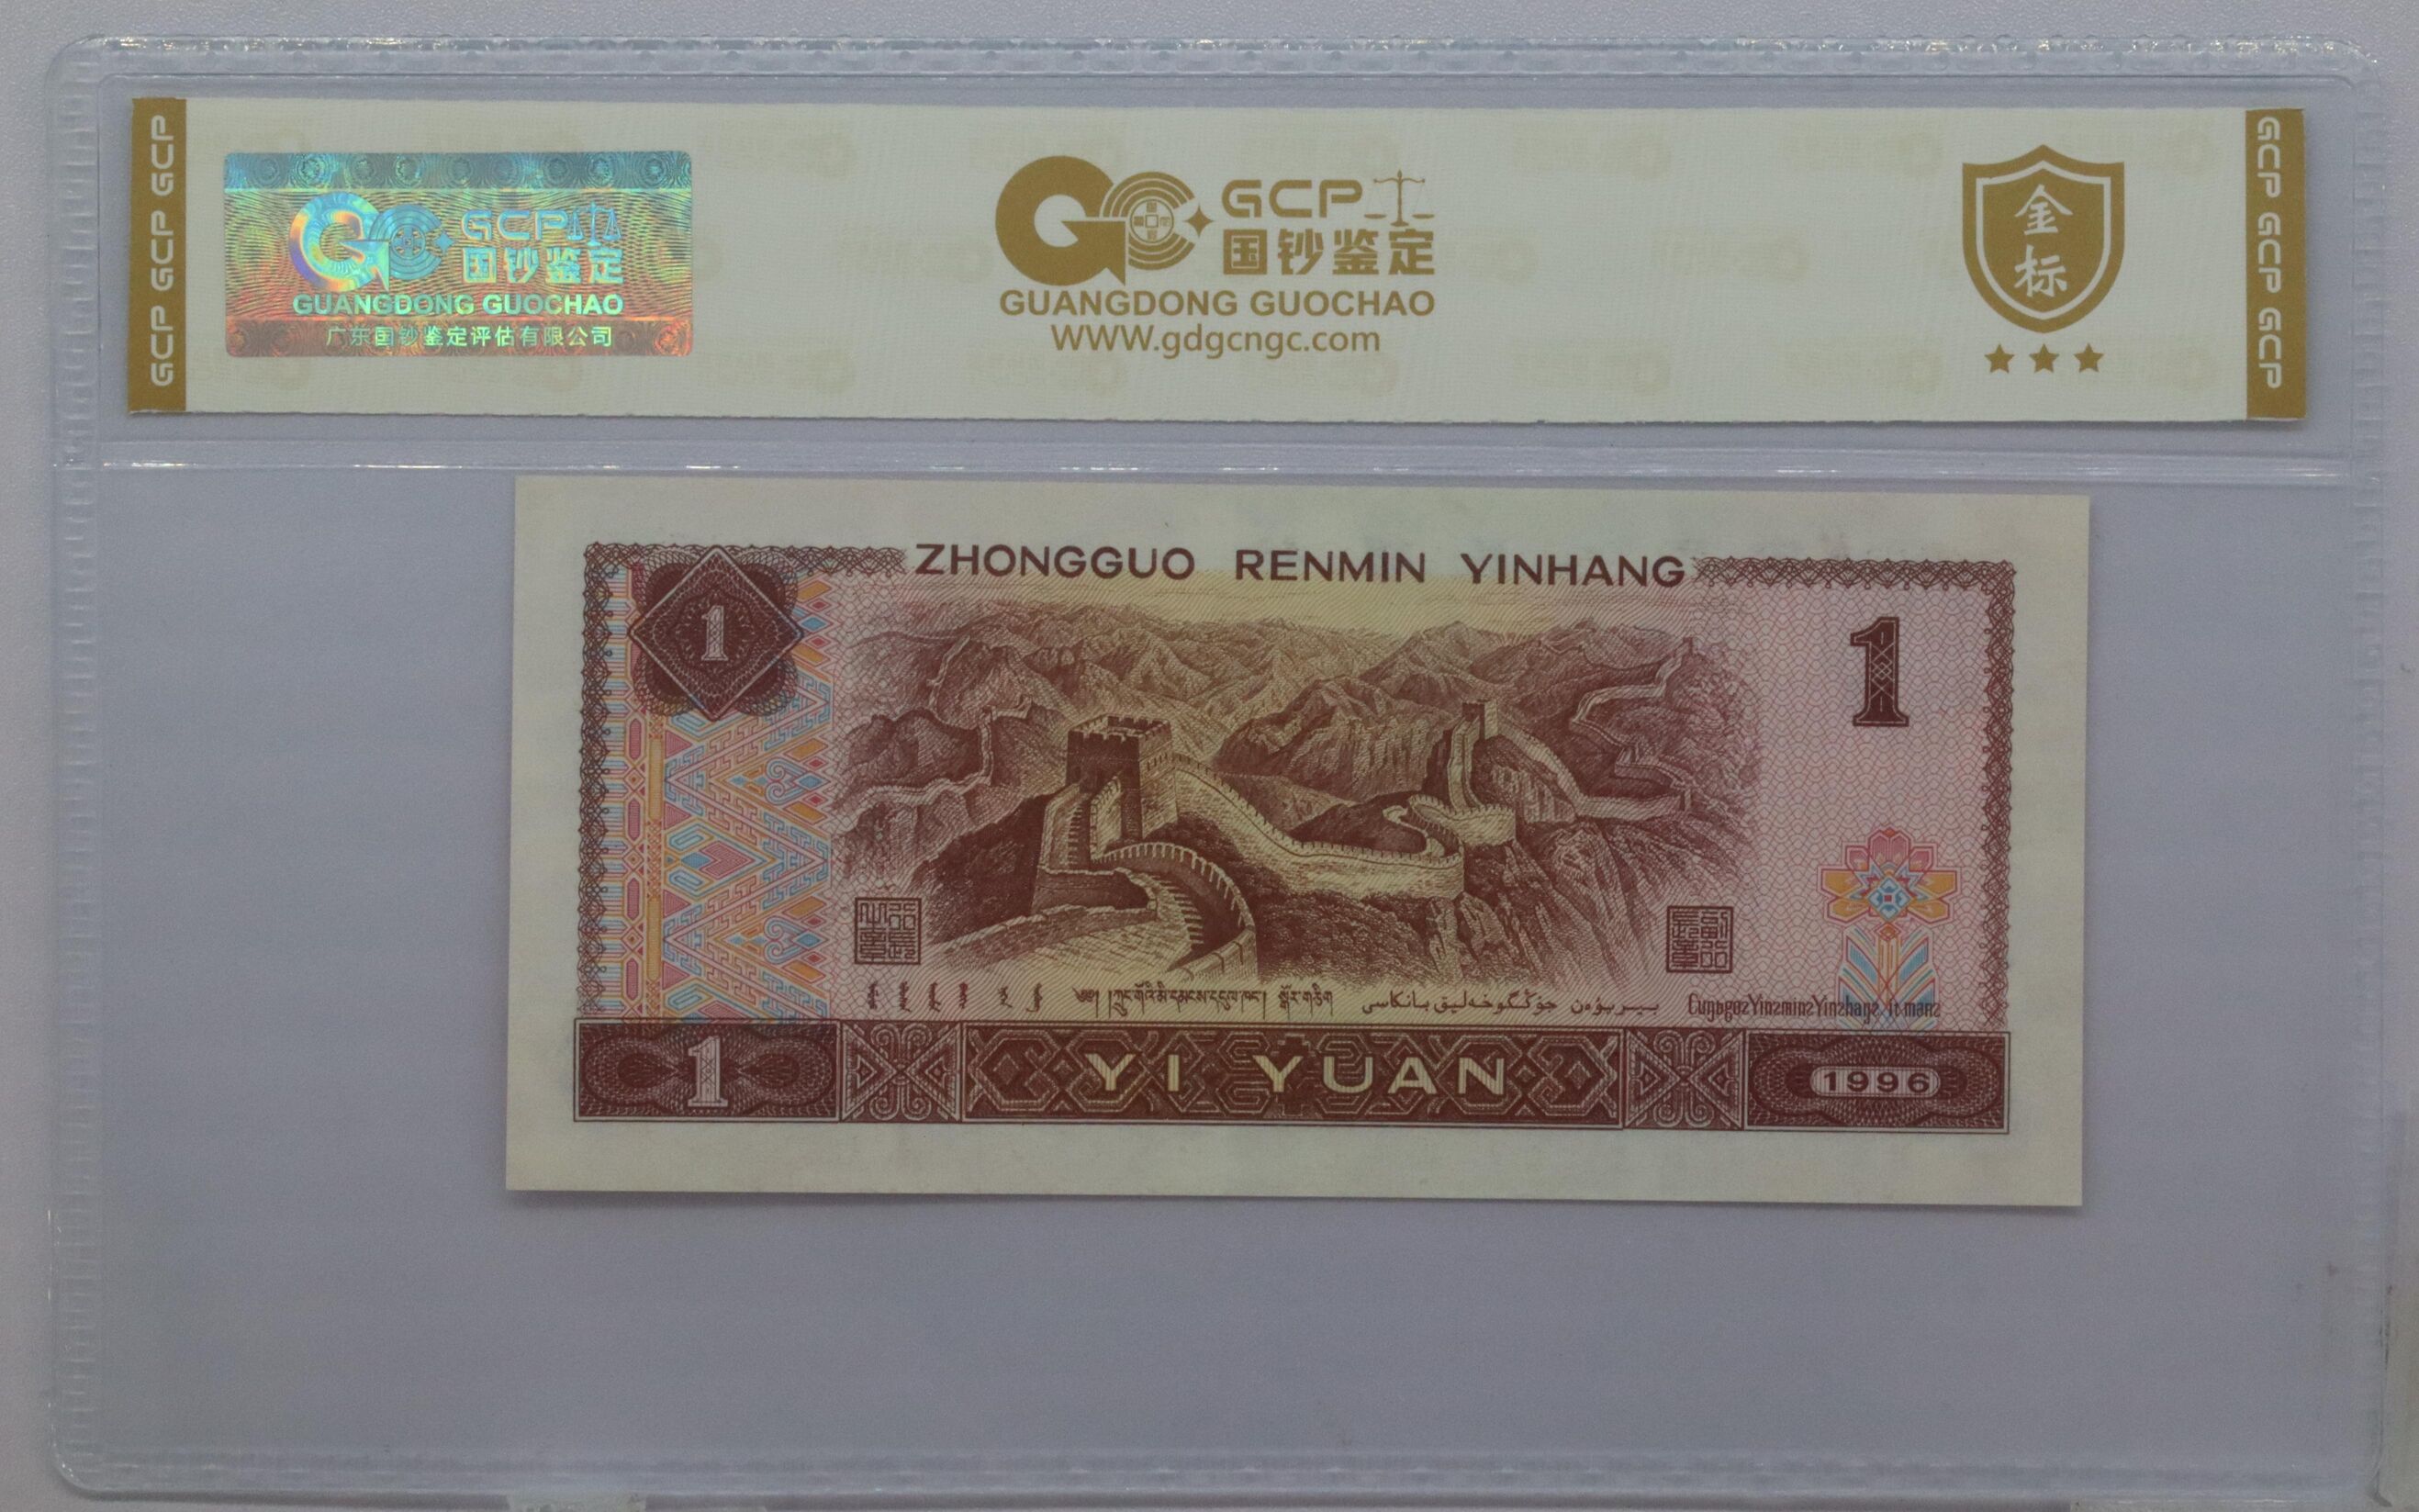 GCP GCP GCP
GCP
国钞鉴定
GUANGDONG GUOCHAO
广东国钞鉴定评估有限公司
GCP
国钞鉴定
GUANGDONG GUOCHAO
WWW.gdgcngc.com
金标
GCP GCP GCP
ZHONGGUO RENMIN YINHANG
1
1
1
YI YUAN
1996